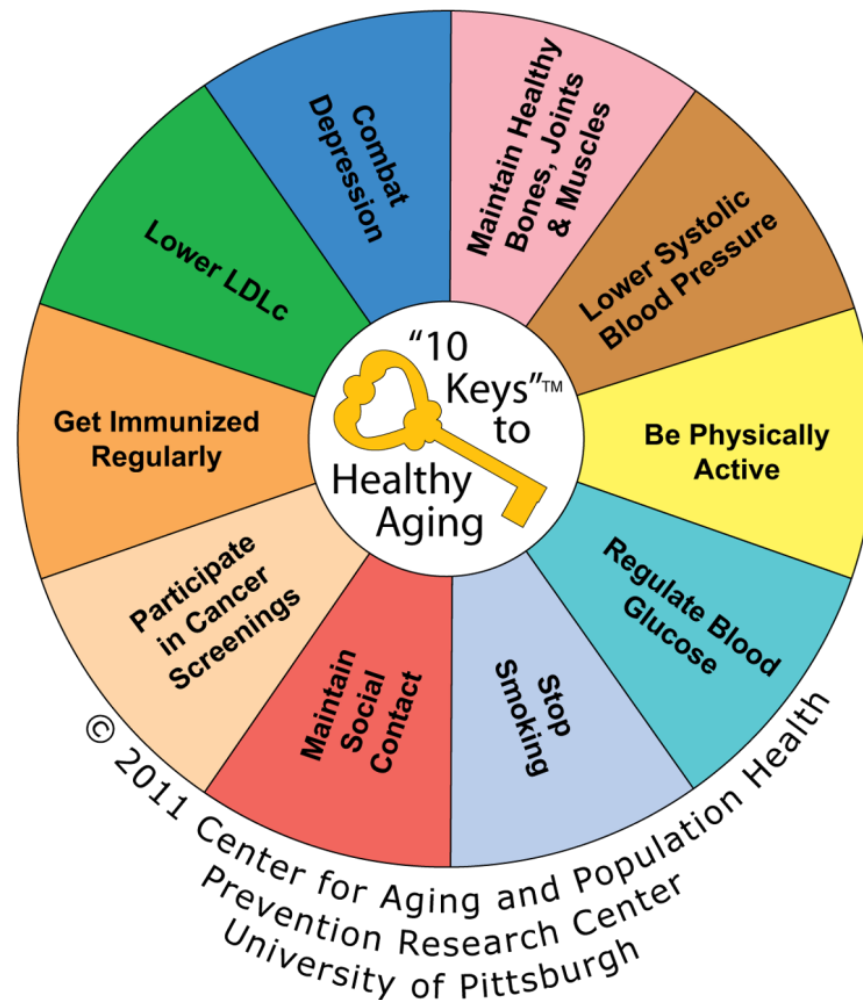 “10
Keys”™
to
Healthy
Aging
Maintain Healthy
Bones, Joints
& Muscles
Lower Systolic
Blood Pressure
Be Physically
Active
Regulate Blood
Glucose
Stop
Smoking
Maintain
Social
Contact
Participate
in Cancer
Screenings
Get Immunized
Regularly
Lower LDLc
Combat
Depression
© 2011 Center for Aging and Population Health
Prevention Research Center
University of Pittsburgh